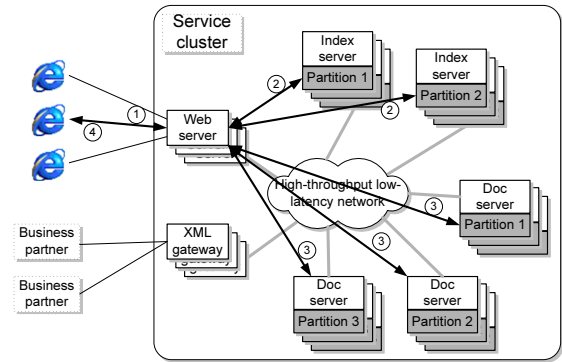 Service
cluster
Index
server
Partition 1
Index
server
Partition 2
2
2
1
4
Web
server
High-throughput low-
latency network
Doc
server
Partition 1
3
3
3
XML
gateway
gateway
Business
partner
Business
partner
Doc
server
Partition 3
Doc
server
Partition 2